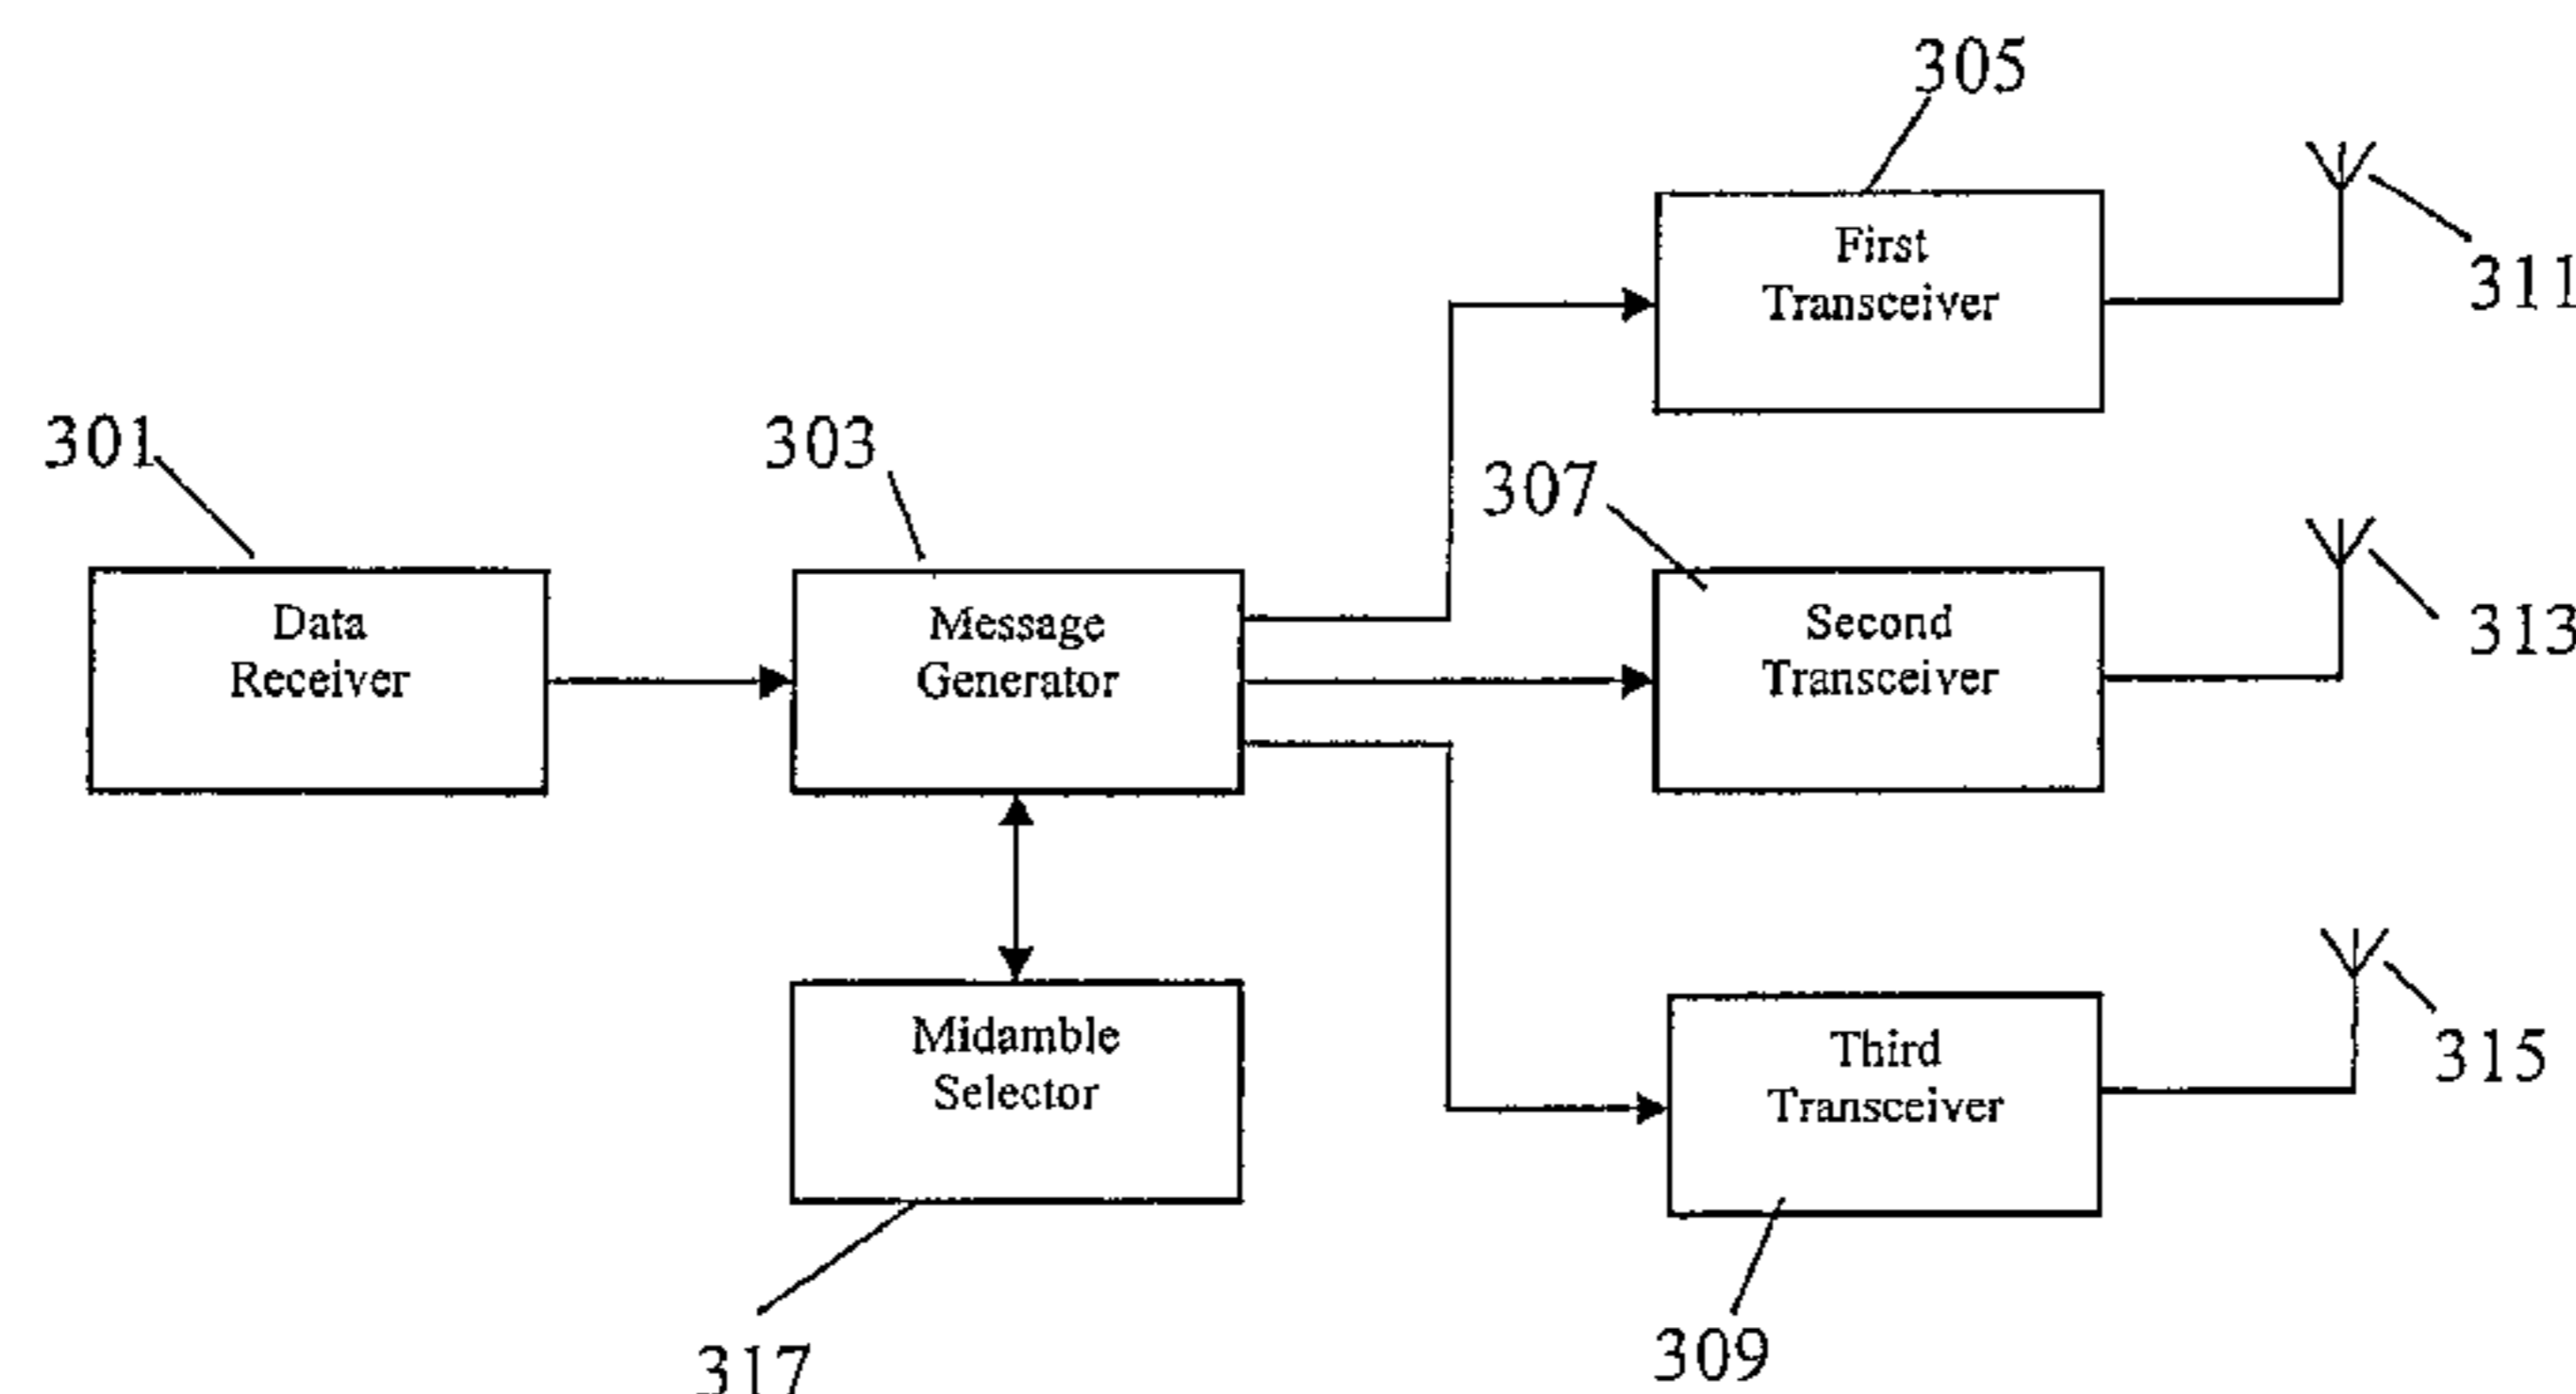 305
First
Transceiver
311
301
Data
Receiver
303
Message
Generator
307
Second
Transceiver
313
Midamble
Selector
317
Third
Transceiver
309
315